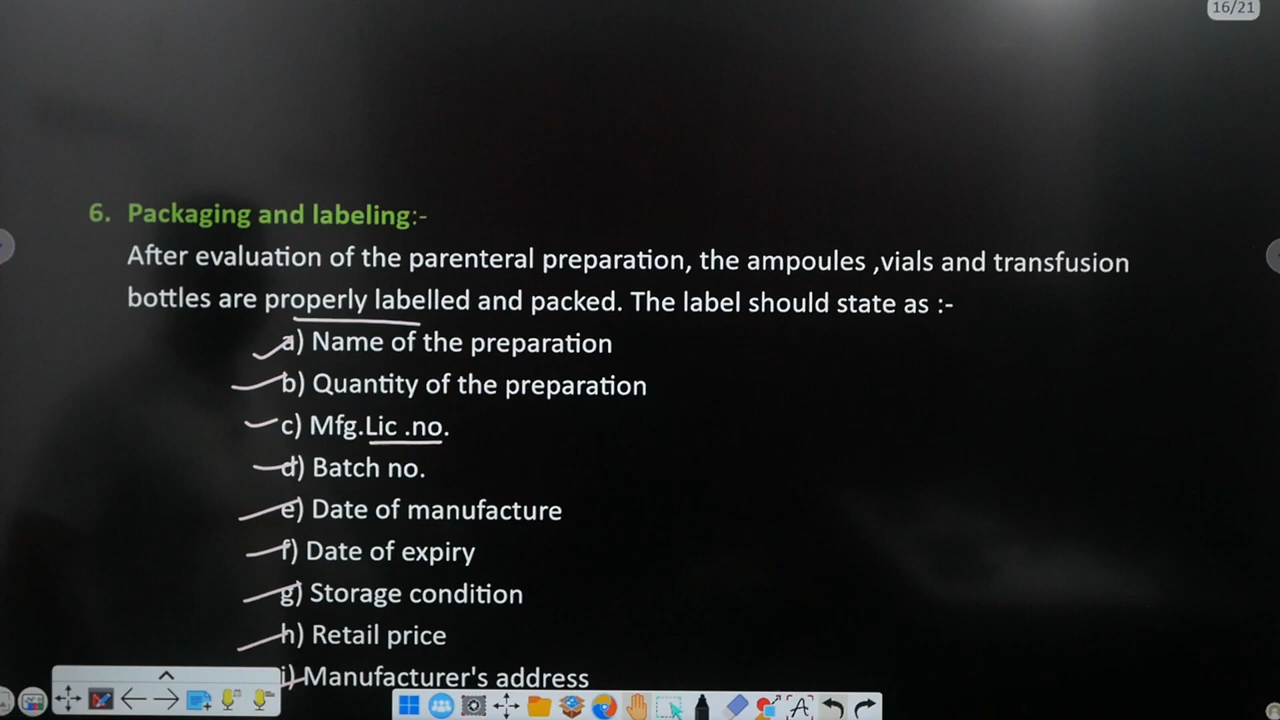 16/21
6. Packaging and labeling:-
After evaluation of the parenteral preparation, the ampoules ,vials and transfusion
bottles are properly labelled and packed. The label should state as :-
a) Name of the preparation
b) Quantity of the preparation
c) Mfg.Lic .no.
d) Batch no.
e) Date of manufacture
f) Date of expiry
g) Storage condition
h) Retail price
i) Manufacturer's address